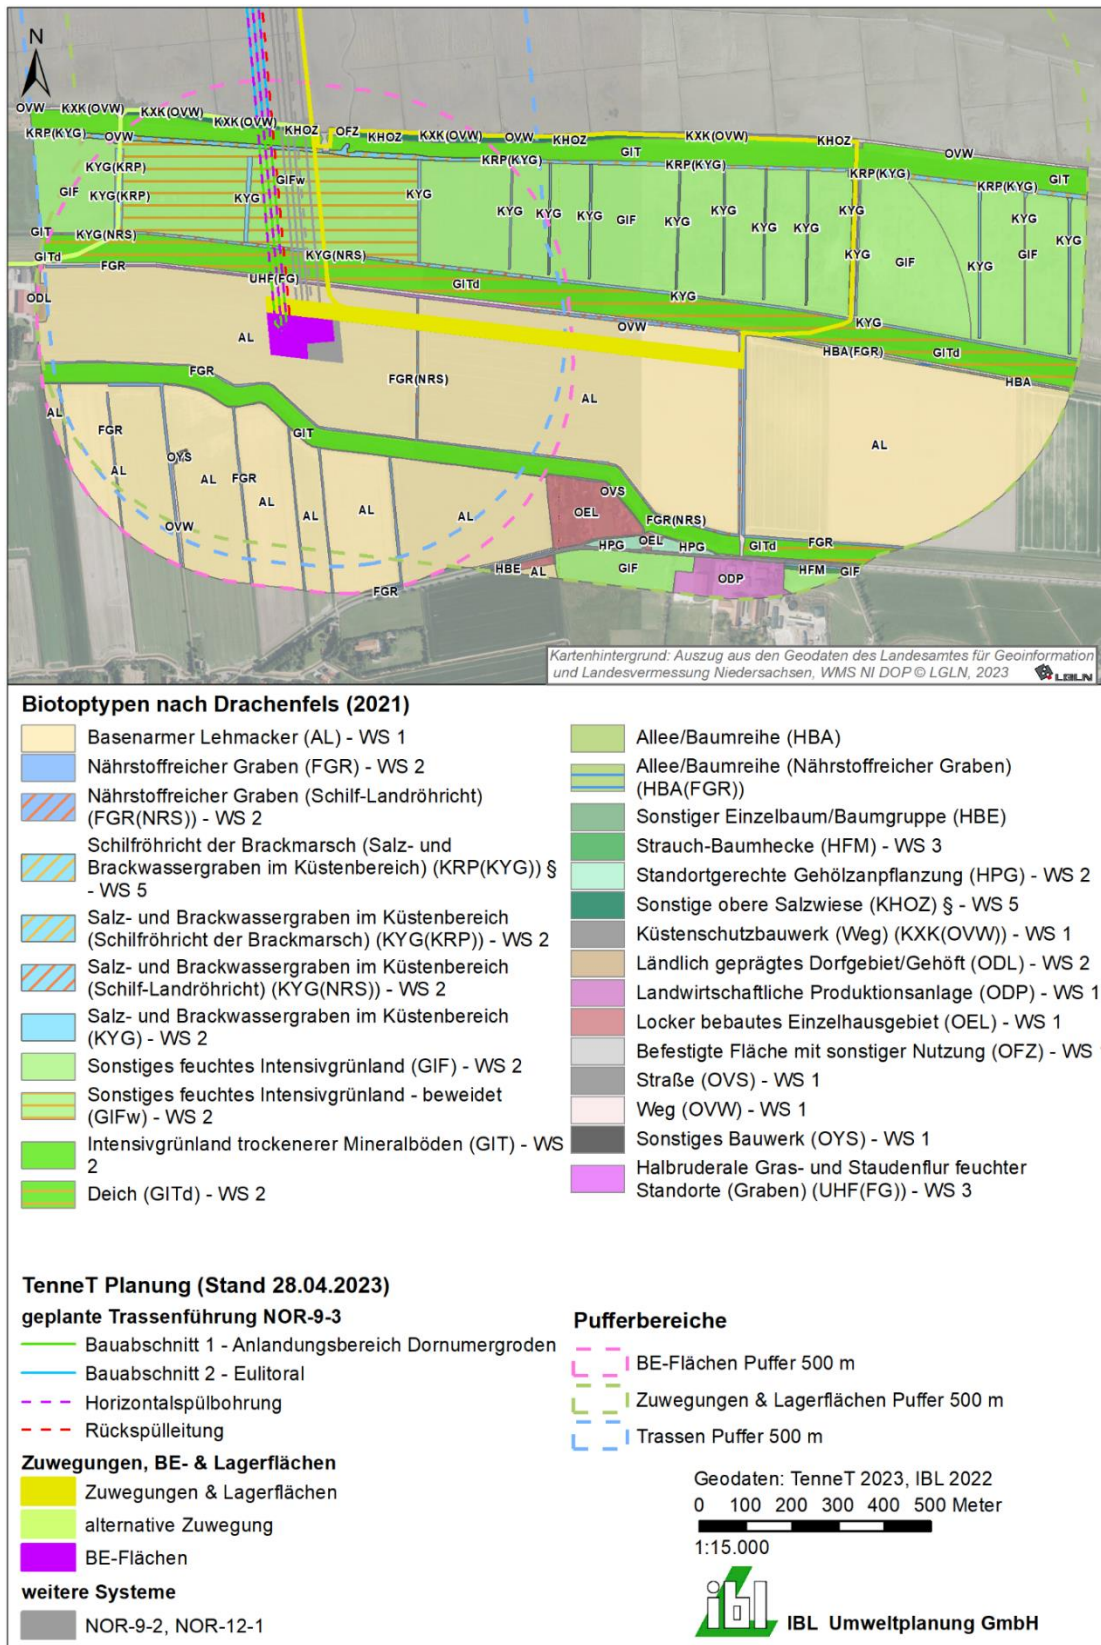 N
OVW KXK(OVW) KXK(OVW) KXK(OVW) KHOZ OFZ KHOZ KXK(OVW) OVW KHOZ KXK(OVW) KHOZ OVW
KRP(KYG) OVW GIT KRP(KYG) KRP(KYG) KRP(KYG) KRP(KYG) GIT
KYG(KRP) GIFw
GIF KYG(KRP) KYG KYG KYG KYG KYG GIF KYG KYG KYG KYG KYG KYG GIF KYG KYG GIF KYG
GIT KYG(NRS) KYG(NRS)
GITd FGR UHF(FG) GITd KYG KYG
ODL OVW
AL HBA(FGR) GITd
FGR FGR(NRS) HBA
AL AL AL
FGR GIT
OYS
AL AL FGR AL AL AL AL
OVW OVS
OEL FGR(NRS)
OEL GITd FGR
HPG HPG
HBE AL GIF ODP HFM GIF
FGR
Kartenhintergrund: Auszug aus den Geodaten des Landesamtes für Geoinformation
und Landesvermessung Niedersachsen, WMS NI DOP © LGLN, 2023
LGLN
Biotoptypen nach Drachenfels (2021)
Basenarmer Lehmacker (AL) - WS 1
Nährstoffreicher Graben (FGR) - WS 2
Nährstoffreicher Graben (Schilf-Landröhricht)
(FGR(NRS)) - WS 2
Schilfröhricht der Brackmarsch (Salz- und
Brackwassergraben im Küstenbereich) (KRP(KYG)) §
- WS 5
Salz- und Brackwassergraben im Küstenbereich
(Schilfröhricht der Brackmarsch) (KYG(KRP)) - WS 2
Salz- und Brackwassergraben im Küstenbereich
(Schilf-Landröhricht) (KYG(NRS)) - WS 2
Salz- und Brackwassergraben im Küstenbereich
(KYG) - WS 2
Sonstiges feuchtes Intensivgrünland (GIF) - WS 2
Sonstiges feuchtes Intensivgrünland - beweidet
(GIFw) - WS 2
Intensivgrünland trockenerer Mineralböden (GIT) - WS
2
Deich (GITd) - WS 2
Allee/Baumreihe (HBA)
Allee/Baumreihe (Nährstoffreicher Graben)
(HBA(FGR))
Sonstiger Einzelbaum/Baumgruppe (HBE)
Strauch-Baumhecke (HFM) - WS 3
Standortgerechte Gehölzanpflanzung (HPG) - WS 2
Sonstige obere Salzwiese (KHOZ) § - WS 5
Küstenschutzbauwerk (Weg) (KXK(OVW)) - WS 1
Ländlich geprägtes Dorfgebiet/Gehöft (ODL) - WS 2
Landwirtschaftliche Produktionsanlage (ODP) - WS 1
Locker bebautes Einzelhausgebiet (OEL) - WS 1
Befestigte Fläche mit sonstiger Nutzung (OFZ) - WS
Straße (OVS) - WS 1
Weg (OVW) - WS 1
Sonstiges Bauwerk (OYS) - WS 1
Halbruderale Gras- und Staudenflur feuchter
Standorte (Graben) (UHF(FG)) - WS 3
TenneT Planung (Stand 28.04.2023)
geplante Trassenführung NOR-9-3
Bauabschnitt 1 - Anlandungsbereich Dornumergroden
Bauabschnitt 2 - Eulitoral
Horizontalspülbohrung
Rückspülleitung
Zuwegungen, BE- & Lagerflächen
Zuwegungen & Lagerflächen
alternative Zuwegung
BE-Flächen
weitere Systeme
NOR-9-2, NOR-12-1
Pufferbereiche
BE-Flächen Puffer 500 m
Zuwegungen & Lagerflächen Puffer 500 m
Trassen Puffer 500 m
Geodaten: TenneT 2023, IBL 2022
0 100 200 300 400 500 Meter
1:15.000
ibl IBL Umweltplanung GmbH